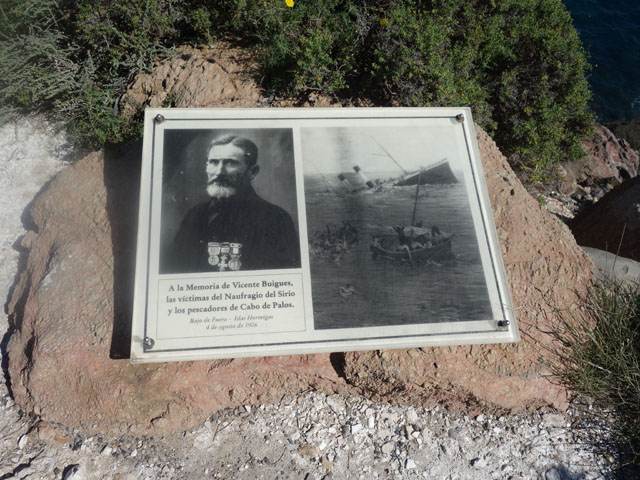 A la Memoria de Vicente Buigues,
las víctimas del Naufragio del Sirio
y los pescadores de Cabo de Palos.
Bajo de Fuera - Islas Hormigas
4 de agosto de 1906